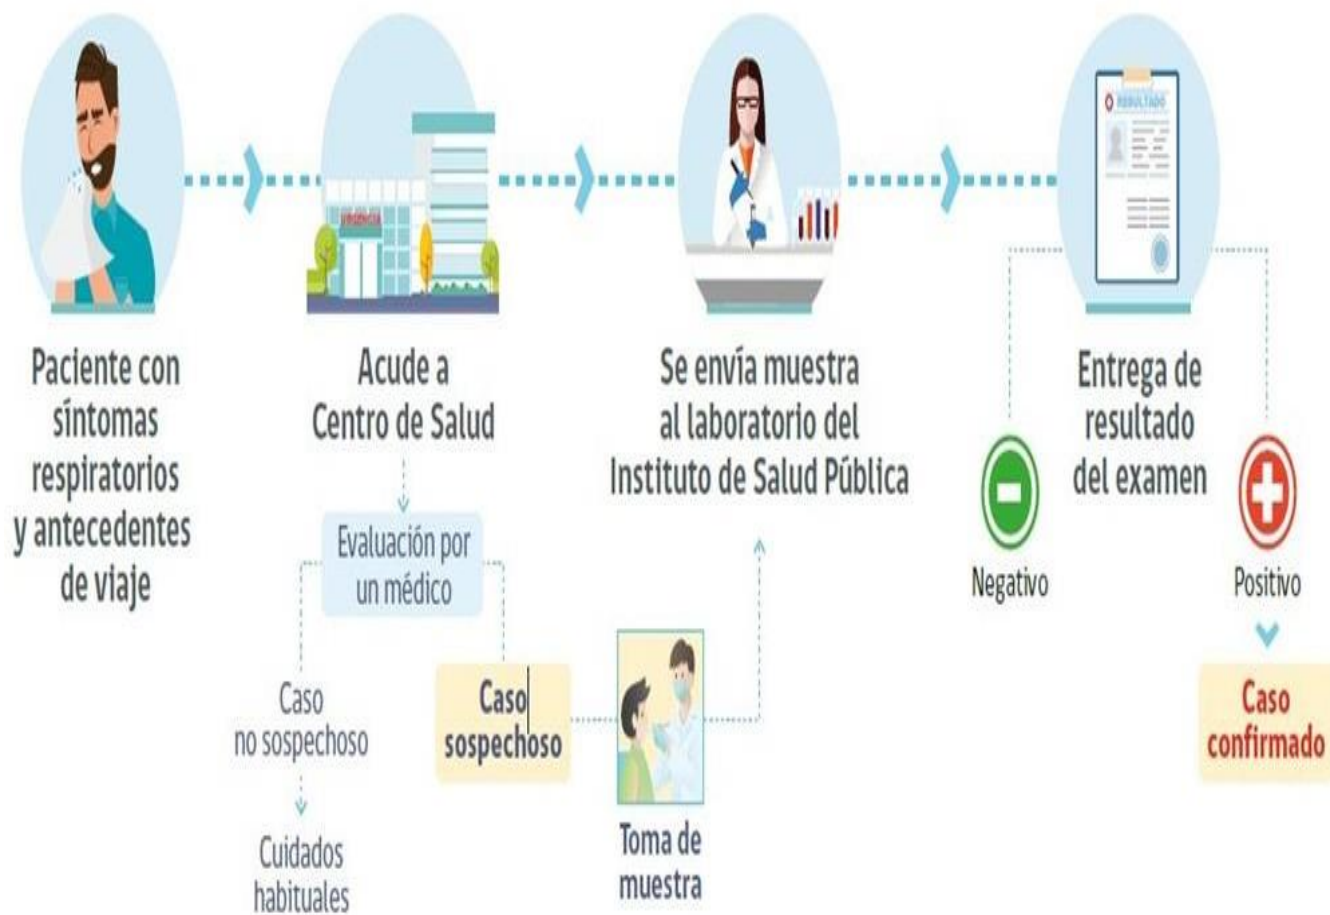 Paciente con
síntomas
respiratorios
y antecedentes
de viaje
URGENCIA
Acude a
Centro de Salud
Evaluación por
un médico
Caso
no sospechoso
Cuidados
habituales
Caso
sospechoso
Toma de
muestra
Se envía muestra
al laboratorio del
Instituto de Salud Pública
RESULTADO
Entrega de
resultado
del examen
Negativo
Positivo
Caso
confirmado